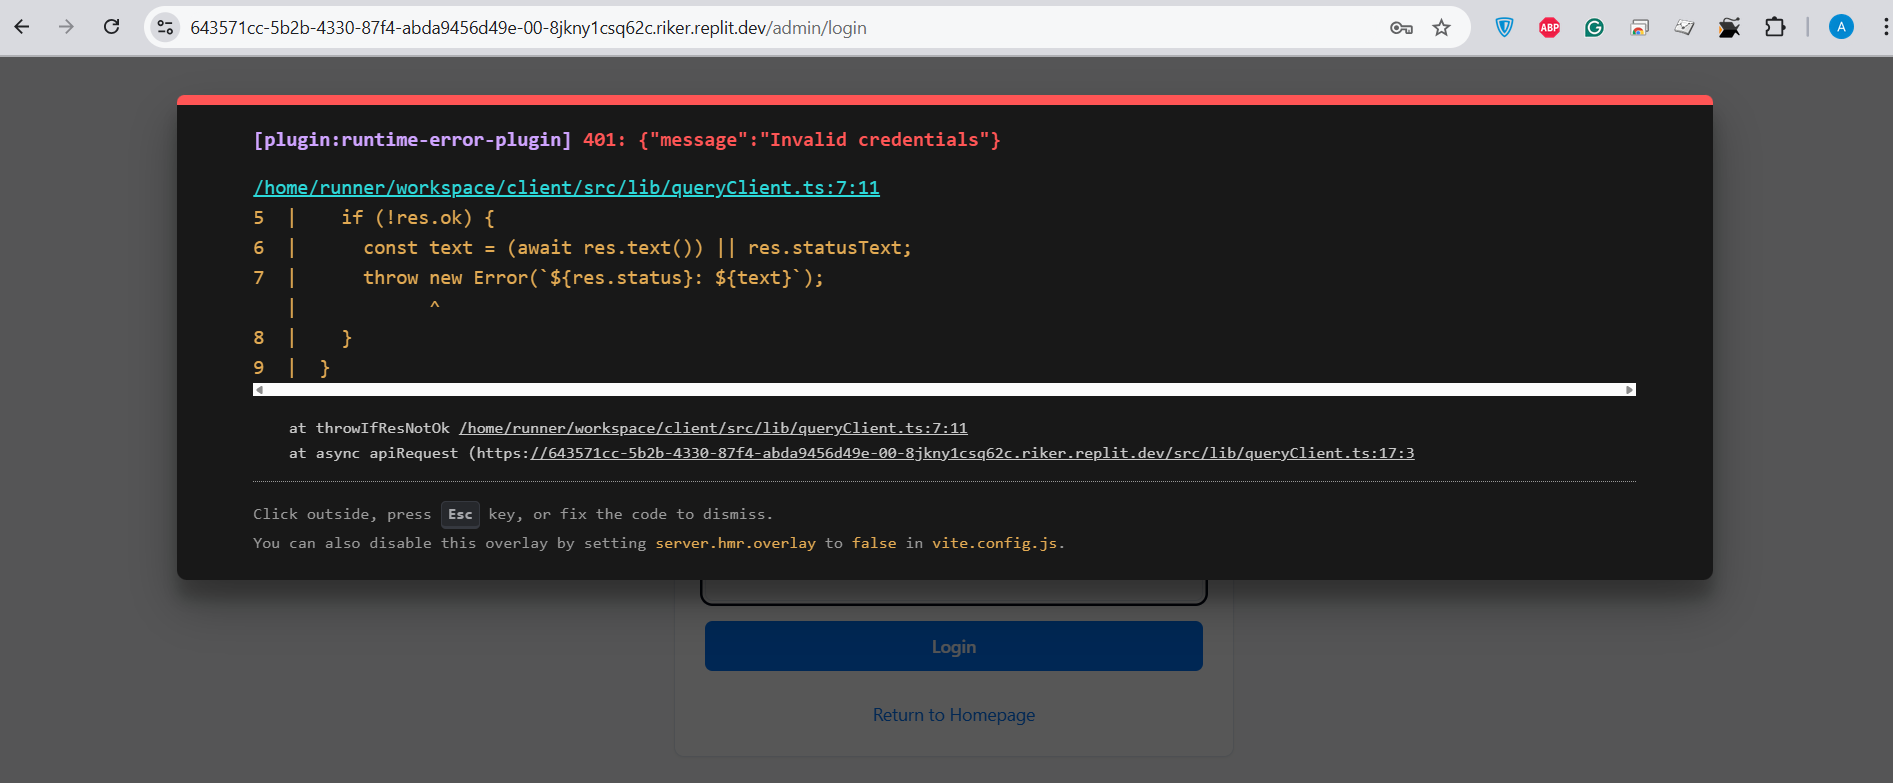 643571cc-5b2b-4330-87f4-abda9456d49e-00-8jkny1csq62c.riker.replit.dev/admin/login
ABP
A
[plugin:runtime-error-plugin] 401: {"message":"Invalid credentials"}
/home/runner/workspace/client/src/lib/queryClient.ts:7:11
5  |    if (!res.ok) {
6  |      const text = (await res.text()) || res.statusText;
7  |      throw new Error(`${res.status}: ${text}`);
   |            ^
8  |    }
9  |  }
at throwIfResNotOk /home/runner/workspace/client/src/lib/queryClient.ts:7:11
at async apiRequest (https://643571cc-5b2b-4330-87f4-abda9456d49e-00-8jkny1csq62c.riker.replit.dev/src/lib/queryClient.ts:17:3
Click outside, press Esc key, or fix the code to dismiss.
You can also disable this overlay by setting server.hmr.overlay to false in vite.config.js.
Login
Return to Homepage